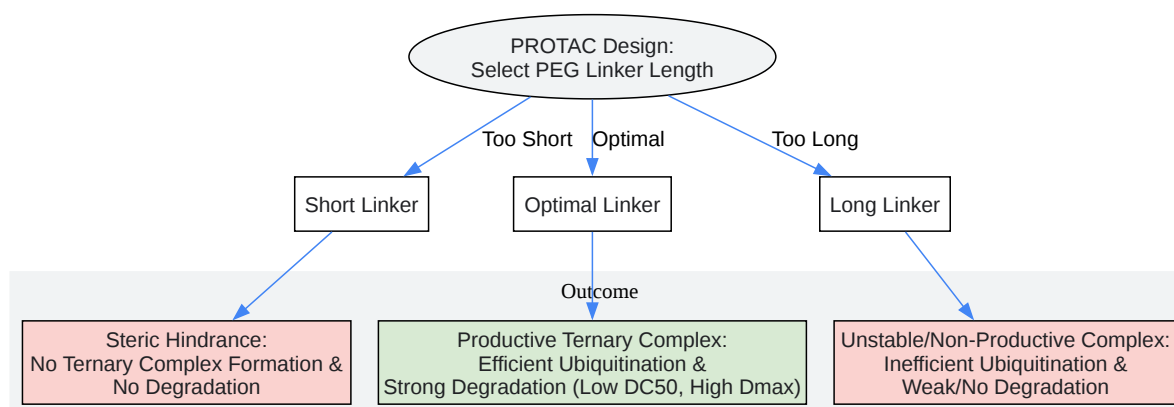 PROTAC Design:
Select PEG Linker Length
Too Short
Optimal
Too Long
Short Linker
Optimal Linker
Long Linker
Outcome
Steric Hindrance:
No Ternary Complex Formation &
No Degradation
Productive Ternary Complex:
Efficient Ubiquitination &
Strong Degradation (Low DC50, High Dmax)
Unstable/Non-Productive Complex:
Inefficient Ubiquitination &
Weak/No Degradation